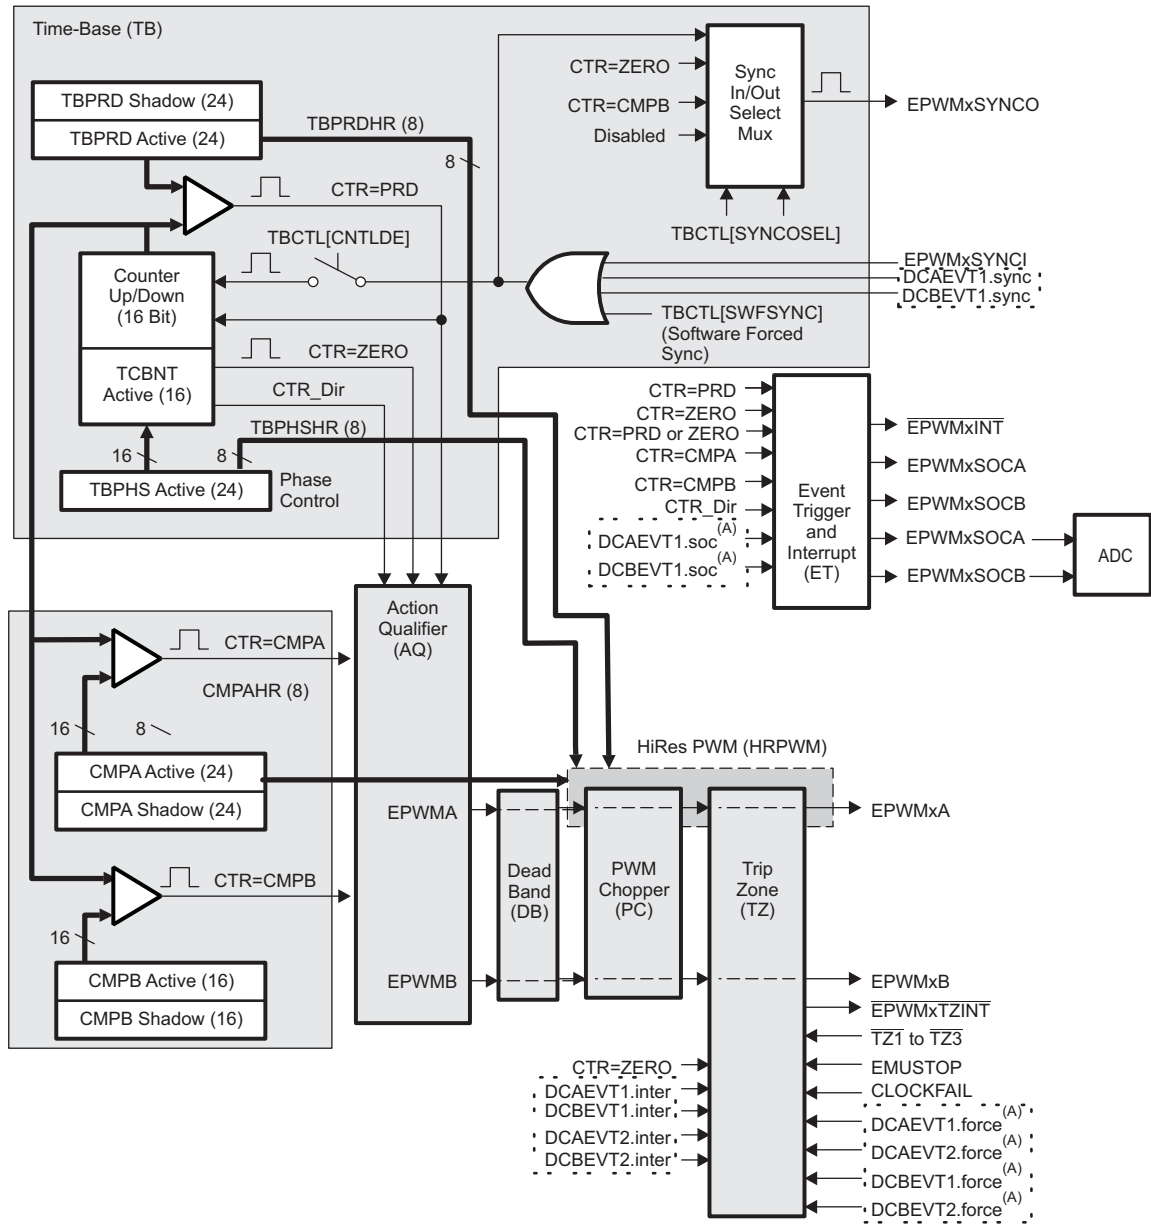 Time-Base (TB)
TBPRD Shadow (24)
TBPRD Active (24)
TBPRDHR (8)
8
CTR=PRD
TBCTL[CNTLDE]
Counter
Up/Down
(16 Bit)
TCBNT
Active (16)
CTR=ZERO
CTR_Dir
TBPHSHR (8)
16
8
TBPHS Active (24)
Phase
Control
CTR=ZERO
CTR=CMPB
Disabled
Sync
In/Out
Select
Mux
EPWMxSYNCO
TBCTL[SYNCOSEL]
EPWMxSYNCI
DCAEVT1.sync
DCBEVT1.sync
TBCTL[SWFSYNC]
(Software Forced
Sync)
CTR=PRD
CTR=ZERO
CTR=PRD or ZERO
CTR=CMPA
CTR=CMPB
CTR_Dir
DCAEVT1.soc(A)
DCBEVT1.soc(A)
Event
Trigger
and
Interrupt
(ET)
EPWMxINT
EPWMxSOCA
EPWMxSOCB
EPWMxSOCA
EPWMxSOCB
ADC
Action
Qualifier
(AQ)
CTR=CMPA
CMPAHR (8)
16
8
CMPA Active (24)
CMPA Shadow (24)
CTR=CMPB
16
CMPB Active (16)
CMPB Shadow (16)
EPWMA
EPWMB
HiRes PWM (HRPWM)
Dead
Band
(DB)
PWM
Chopper
(PC)
Trip
Zone
(TZ)
EPWMxA
EPWMxB
EPWMxTZINT
TZ1 to TZ3
EMUSTOP
CLOCKFAIL
DCAEVT1.force(A)
DCAEVT2.force(A)
DCBEVT1.force(A)
DCBEVT2.force(A)
CTR=ZERO
DCAEVT1.inter
DCBEVT1.inter
DCAEVT2.inter
DCBEVT2.inter